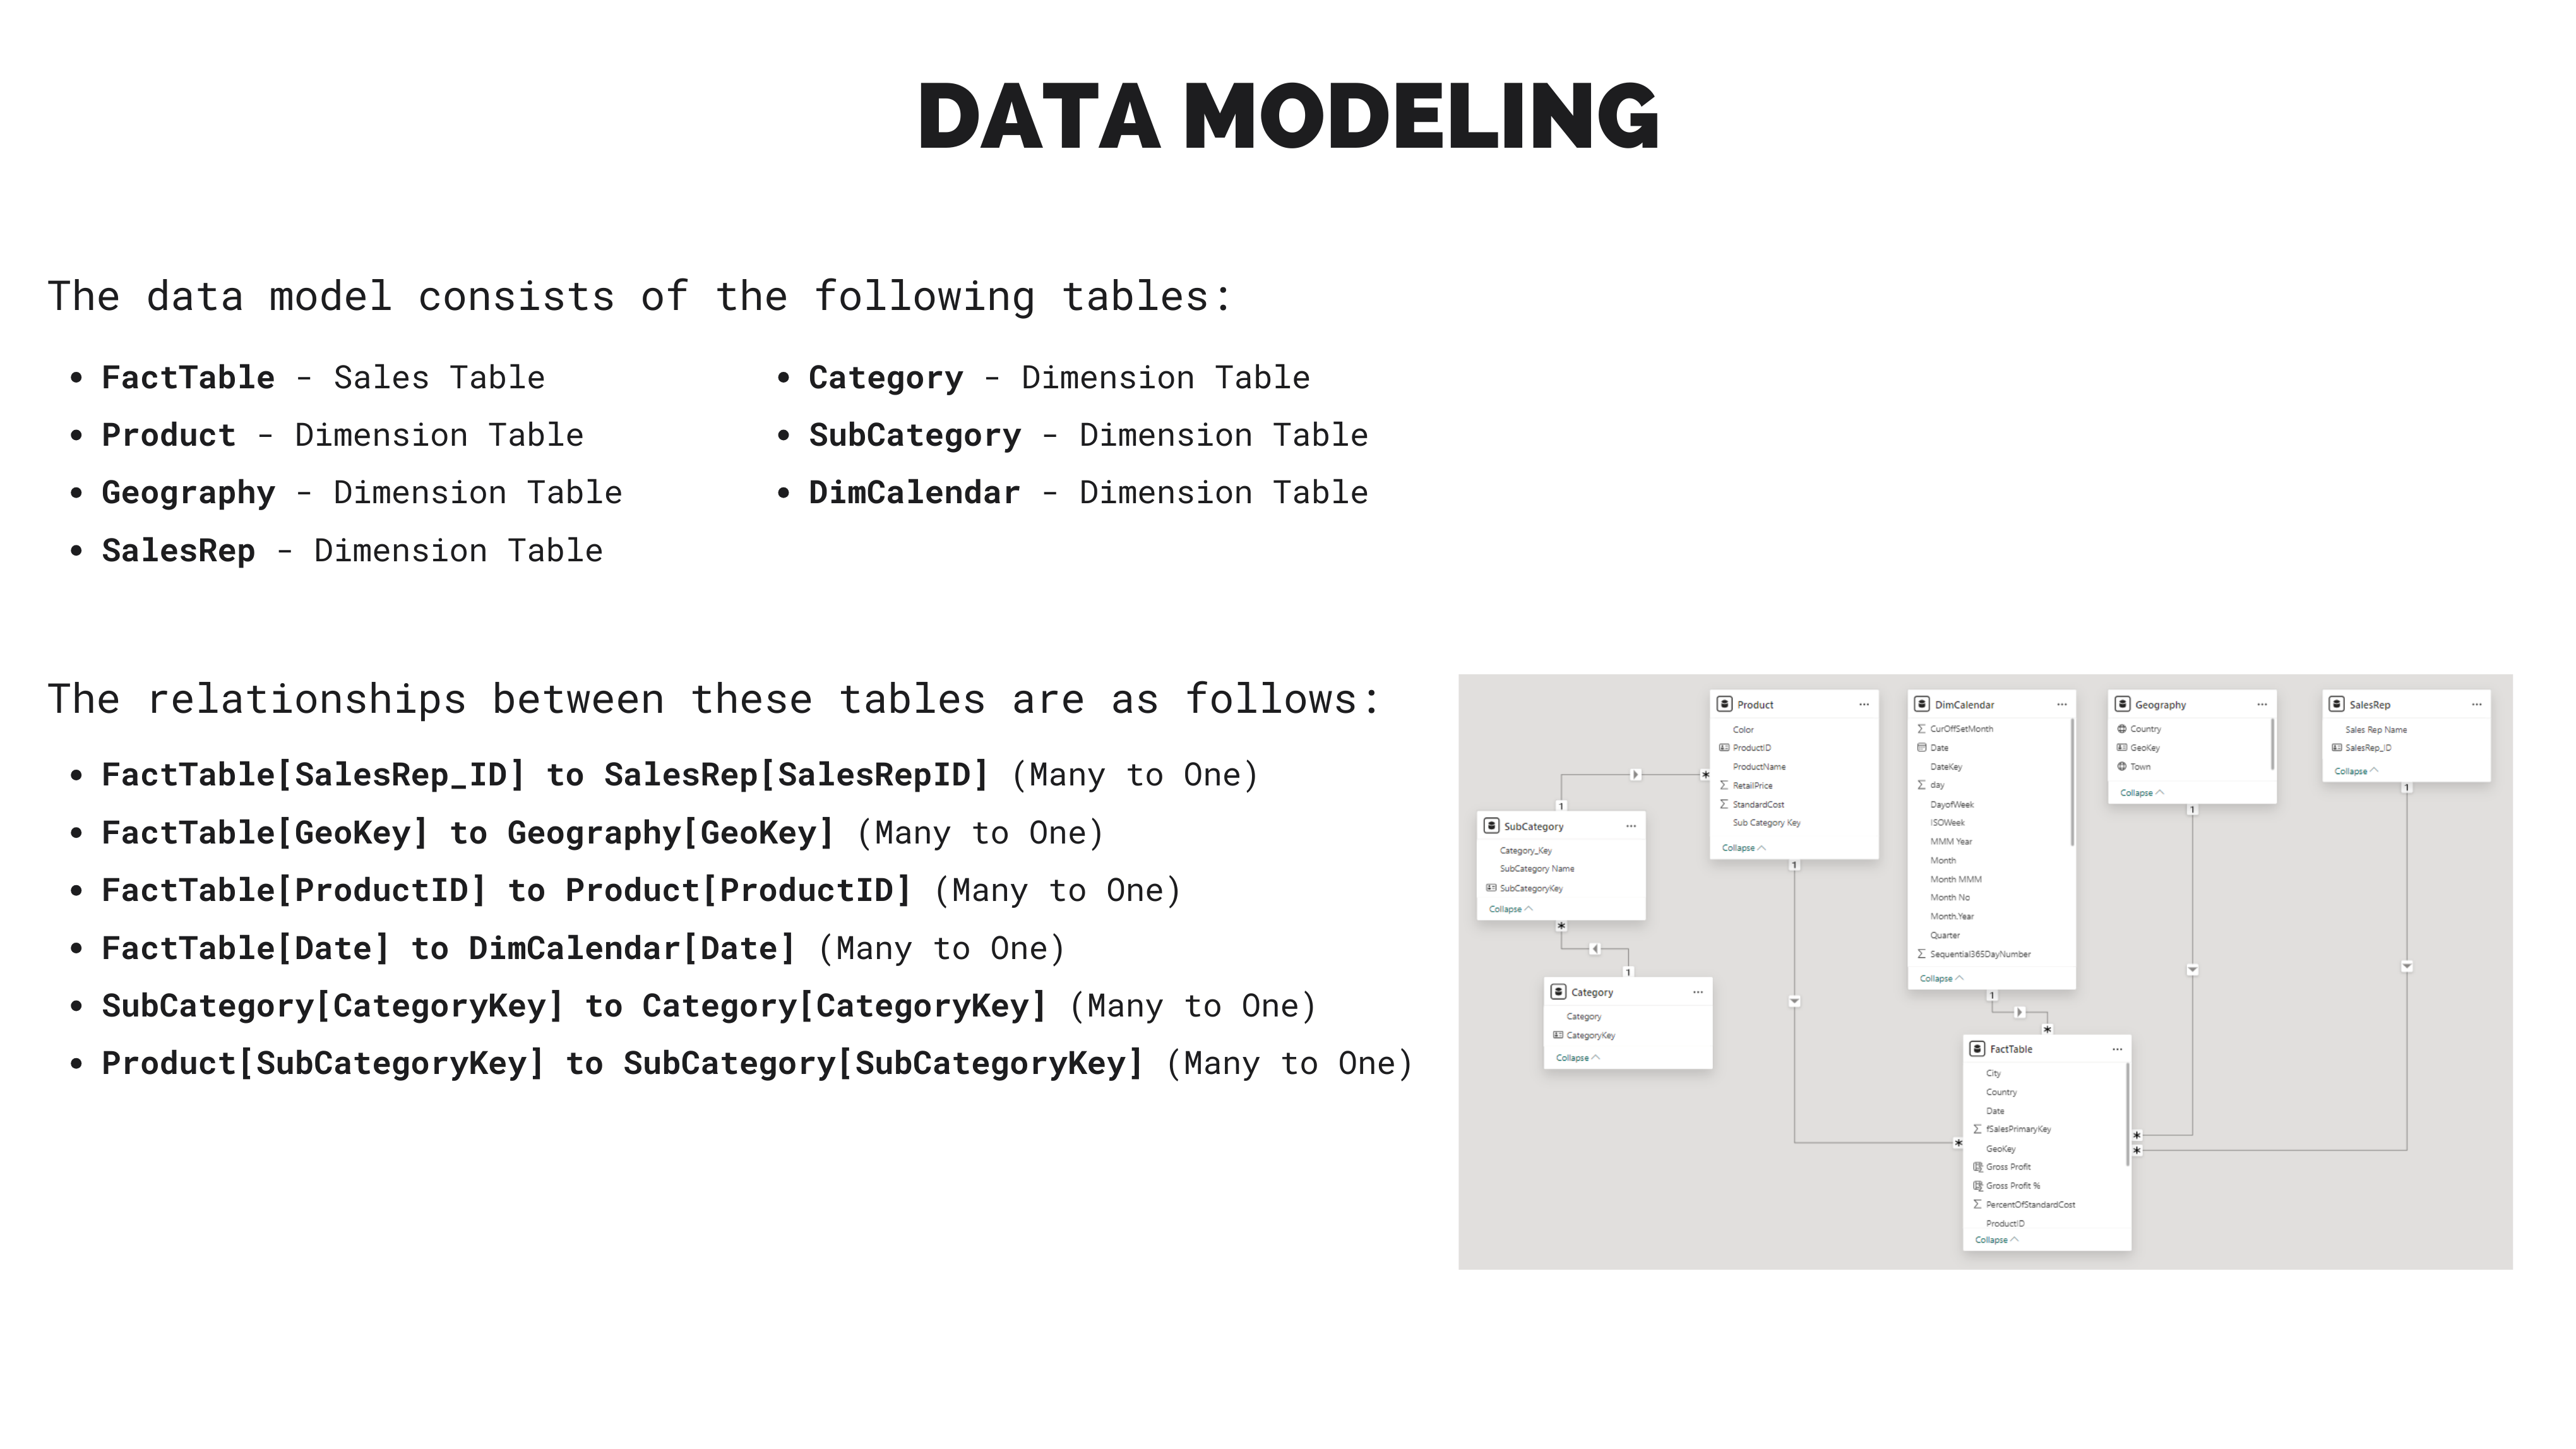 DATA MODELING
The data model consists of the following tables:
• FactTable - Sales Table
• Product - Dimension Table
• Geography - Dimension Table
• SalesRep - Dimension Table
• Category - Dimension Table
• SubCategory - Dimension Table
• DimCalendar - Dimension Table
The relationships between these tables are as follows:
• FactTable[SalesRep_ID] to SalesRep[SalesRepID] (Many to One)
• FactTable[GeoKey] to Geography[GeoKey] (Many to One)
• FactTable[ProductID] to Product[ProductID] (Many to One)
• FactTable[Date] to DimCalendar[Date] (Many to One)
• SubCategory[CategoryKey] to Category[CategoryKey] (Many to One)
• Product[SubCategoryKey] to SubCategory[SubCategoryKey] (Many to One)
SubCategory
Category_Key
SubCategory Name
SubCategoryKey
Collapse
Category
Category
CategoryKey
Collapse
Product
Color
ProductID
ProductName
RetailPrice
StandardCost
Sub Category Key
Collapse
DimCalendar
CurOffSetMonth
Date
DateKey
day
DayofWeek
ISOWeek
MMM Year
Month
Month MMM
Month No
Month.Year
Quarter
Sequential365DayNumber
Collapse
Geography
Country
GeoKey
Town
Collapse
SalesRep
Sales Rep Name
SalesRep_ID
Collapse
FactTable
City
Country
Date
fSalesPrimaryKey
GeoKey
Gross Profit
Gross Profit %
PercentOfStandardCost
ProductID
Collapse
1
*
*
1
1
*
1
*
1
*
1
*